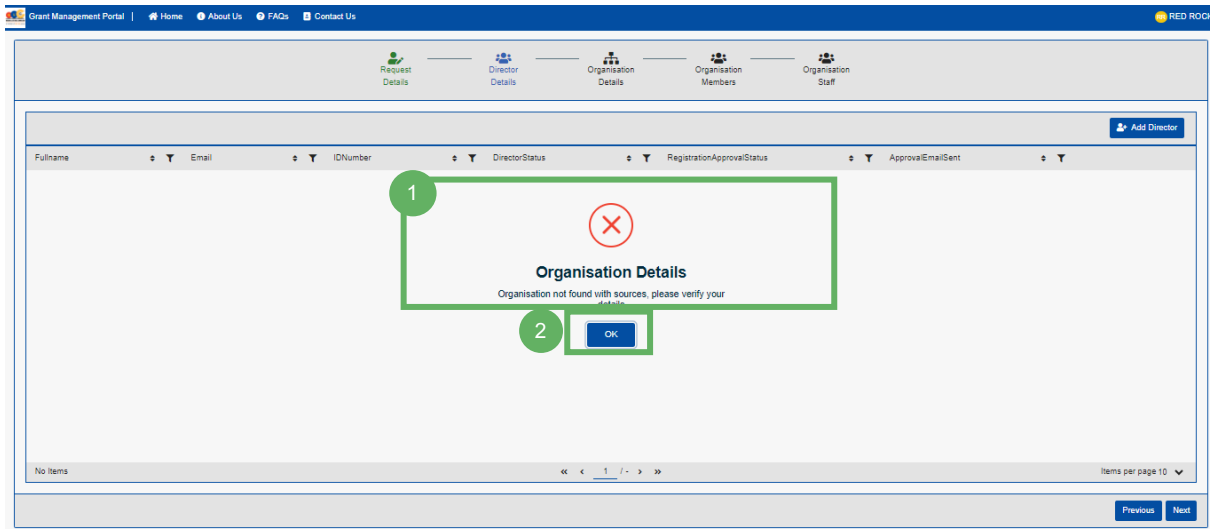 Grant Management Portal | Home About Us FAQs Contact Us RED ROCK
Request Details
Director Details
Organisation Details
Organisation Members
Organisation Staff
Add Director
Fullname Email IDNumber DirectorStatus RegistrationApprovalStatus ApprovalEmailSent
1
Organisation Details
Organisation not found with sources, please verify your
details
2
OK
No Items « ‹ 1 / - › » Items per page 10
Previous Next